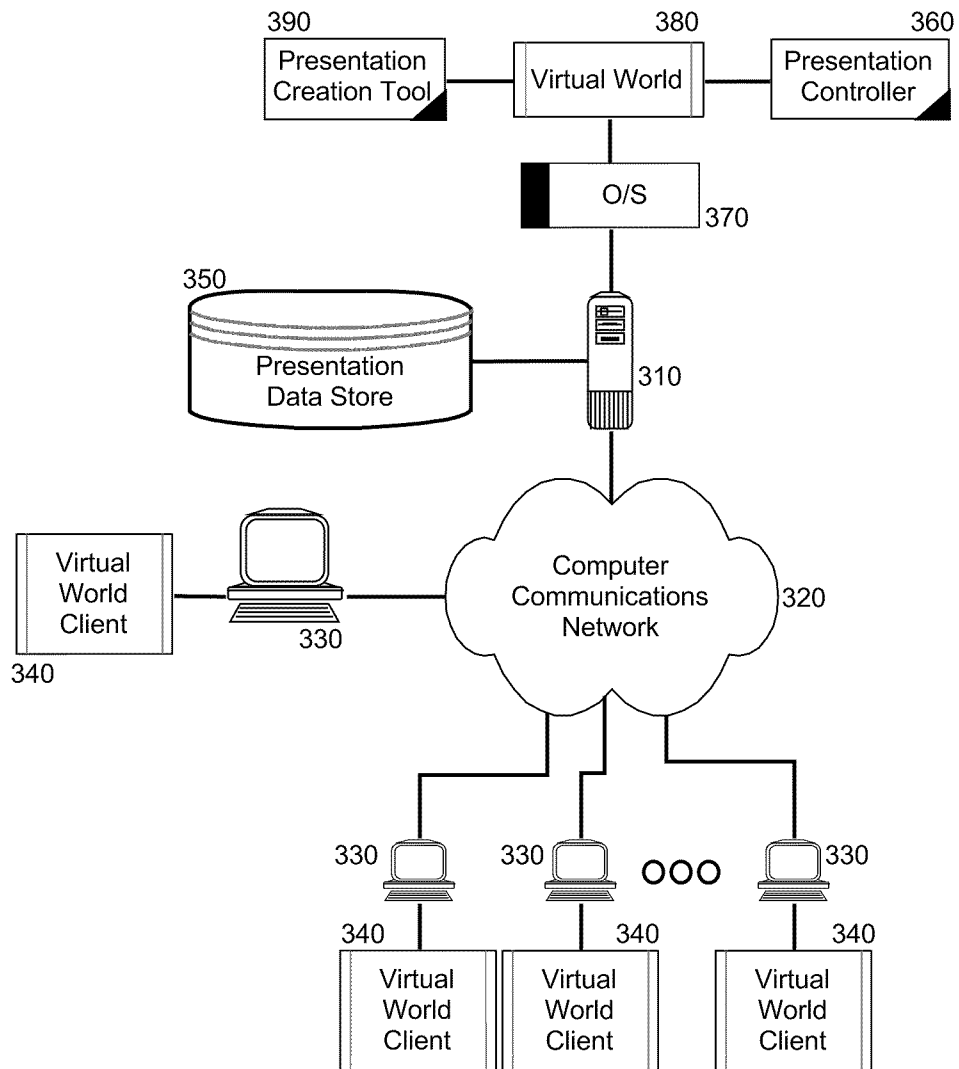 390
380
360
Presentation
Creation Tool
Virtual World
Presentation
Controller
O/S
370
350
Presentation
Data Store
310
Virtual
World
Client
340
330
Computer
Communications
Network
320
330
330
330
340
340
340
Virtual
World
Client
Virtual
World
Client
Virtual
World
Client